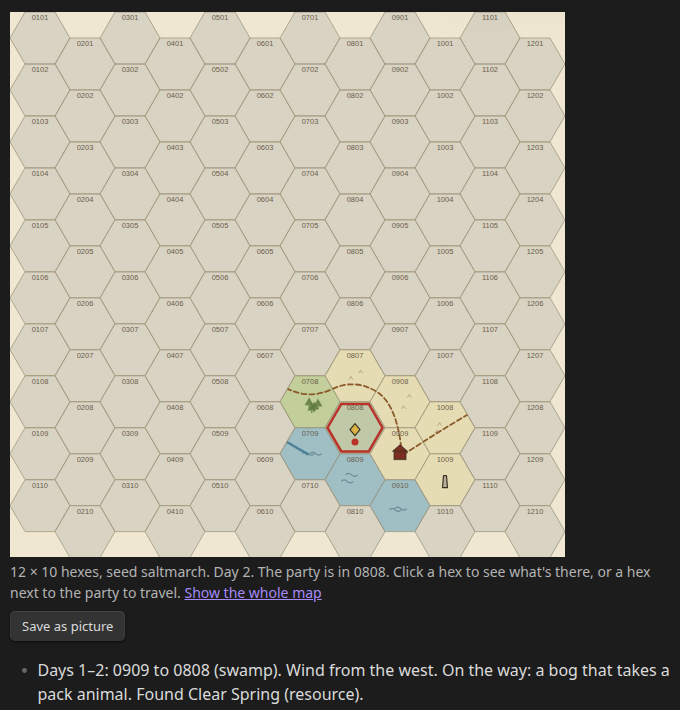 0101 0301 0501 0701 0901 1101
0201 0401 0601 0801 1001 1201
0102 0302 0502 0702 0902 1102
0202 0402 0602 0802 1002 1202
0103 0303 0503 0703 0903 1103
0203 0403 0603 0803 1003 1203
0104 0304 0504 0704 0904 1104
0204 0404 0604 0804 1004 1204
0105 0305 0505 0705 0905 1105
0205 0405 0605 0805 1005 1205
0106 0306 0506 0706 0906 1106
0206 0406 0606 0806 1006 1206
0107 0307 0507 0707 0907 1107
0207 0407 0607 0807 1007 1207
0108 0308 0508 0708 0908 1108
0208 0408 0608 0808 1008 1208
0109 0309 0509 0709 0909 1109
0209 0409 0609 0809 1009 1209
0110 0310 0510 0710 0910 1110
0210 0410 0610 0810 1010 1210
12 × 10 hexes, seed saltmarch. Day 2. The party is in 0808. Click a hex to see what's there, or a hex
next to the party to travel. Show the whole map
Save as picture
Days 1–2: 0909 to 0808 (swamp). Wind from the west. On the way: a bog that takes a
pack animal. Found Clear Spring (resource).